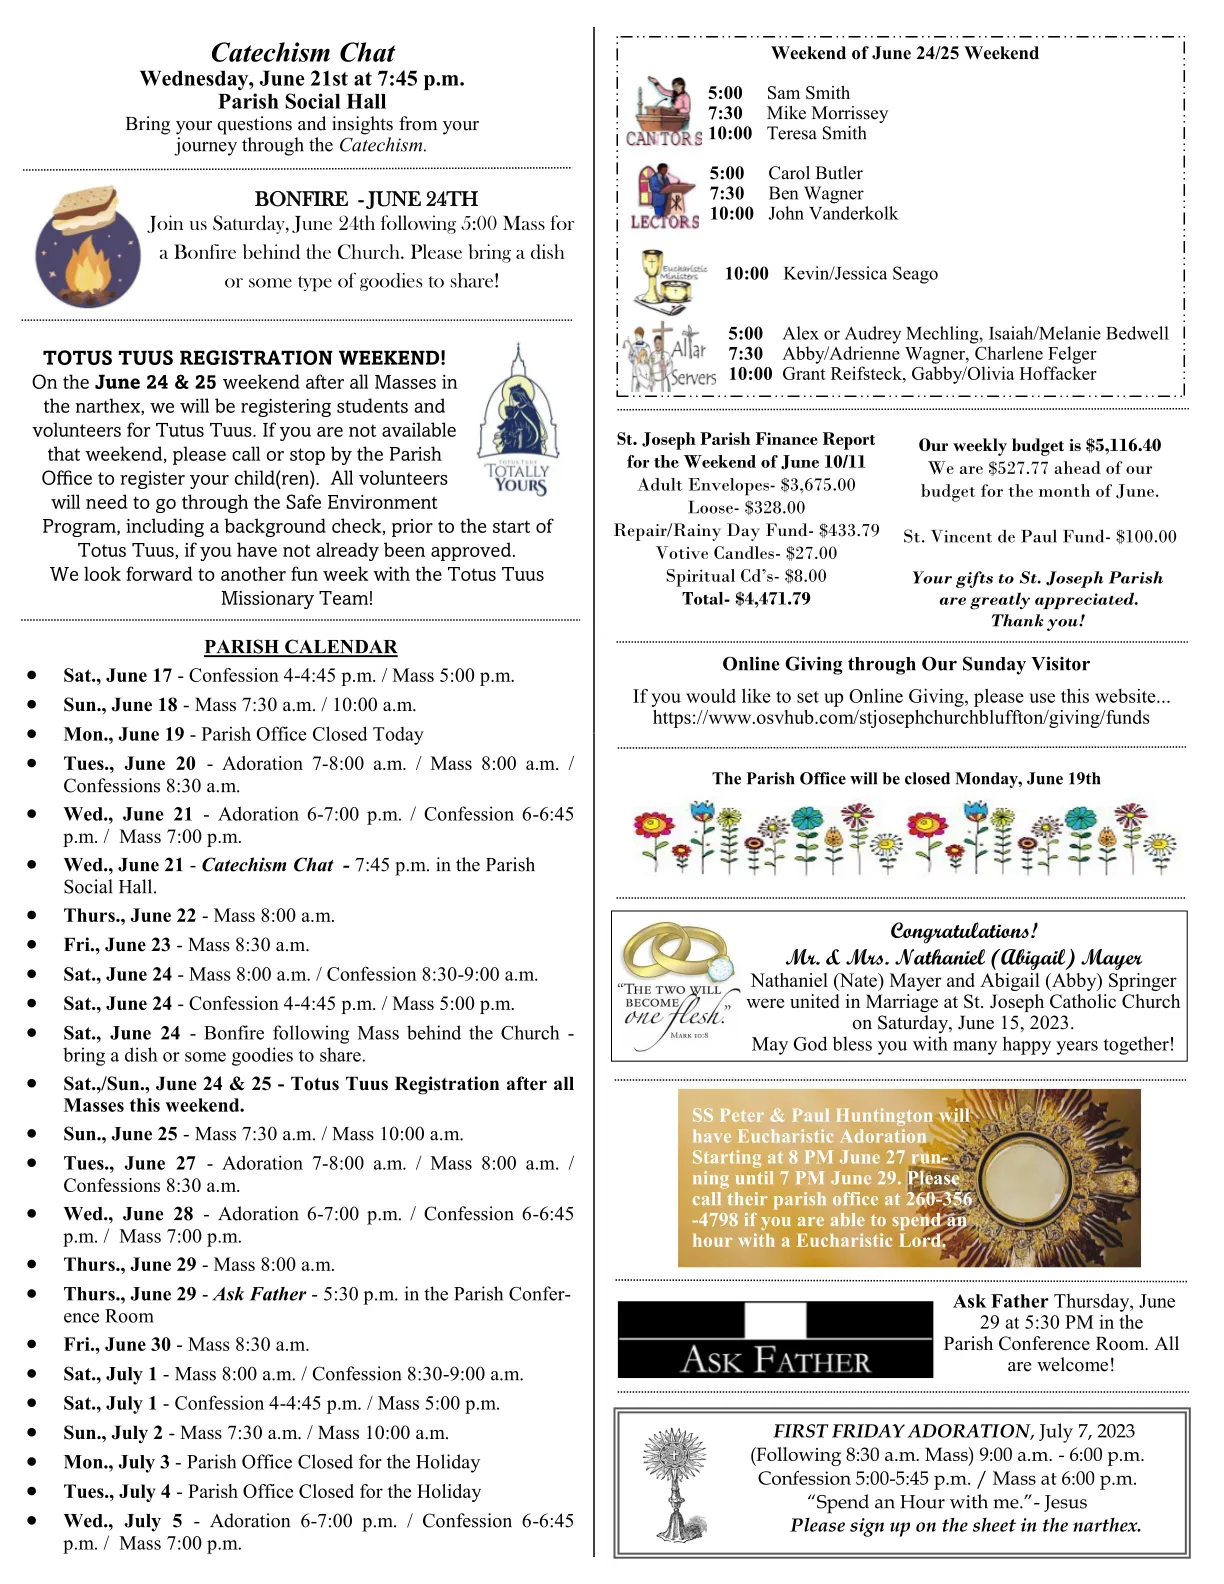 Catechism Chat
Wednesday, June 21st at 7:45 p.m.
Parish Social Hall
Bring your questions and insights from your
journey through the Catechism.
BONFIRE - JUNE 24TH
Join us Saturday, June 24th following 5:00 Mass for
a Bonfire behind the Church. Please bring a dish
or some type of goodies to share!
TOTUS TUUS REGISTRATION WEEKEND!
On the June 24 & 25 weekend after all Masses in
the narthex, we will be registering students and
volunteers for Tutus Tuus. If you are not available
that weekend, please call or stop by the Parish
Office to register your child(ren). All volunteers
will need to go through the Safe Environment
Program, including a background check, prior to the start of
Totus Tuus, if you have not already been approved.
We look forward to another fun week with the Totus Tuus
Missionary Team!
TOTUS TUUS
TOTALLY
YOURS
PARISH CALENDAR
• Sat., June 17 - Confession 4-4:45 p.m. / Mass 5:00 p.m.
• Sun., June 18 - Mass 7:30 a.m. / 10:00 a.m.
• Mon., June 19 - Parish Office Closed Today
• Tues., June 20 - Adoration 7-8:00 a.m. / Mass 8:00 a.m. /
Confessions 8:30 a.m.
• Wed., June 21 - Adoration 6-7:00 p.m. / Confession 6-6:45
p.m. / Mass 7:00 p.m.
• Wed., June 21 - Catechism Chat - 7:45 p.m. in the Parish
Social Hall.
• Thurs., June 22 - Mass 8:00 a.m.
• Fri., June 23 - Mass 8:30 a.m.
• Sat., June 24 - Mass 8:00 a.m. / Confession 8:30-9:00 a.m.
• Sat., June 24 - Confession 4-4:45 p.m. / Mass 5:00 p.m.
• Sat., June 24 - Bonfire following Mass behind the Church -
bring a dish or some goodies to share.
• Sat.,/Sun., June 24 & 25 - Totus Tuus Registration after all
Masses this weekend.
• Sun., June 25 - Mass 7:30 a.m. / Mass 10:00 a.m.
• Tues., June 27 - Adoration 7-8:00 a.m. / Mass 8:00 a.m. /
Confessions 8:30 a.m.
• Wed., June 28 - Adoration 6-7:00 p.m. / Confession 6-6:45
p.m. / Mass 7:00 p.m.
• Thurs., June 29 - Mass 8:00 a.m.
• Thurs., June 29 - Ask Father - 5:30 p.m. in the Parish Confer-
ence Room
• Fri., June 30 - Mass 8:30 a.m.
• Sat., July 1 - Mass 8:00 a.m. / Confession 8:30-9:00 a.m.
• Sat., July 1 - Confession 4-4:45 p.m. / Mass 5:00 p.m.
• Sun., July 2 - Mass 7:30 a.m. / Mass 10:00 a.m.
• Mon., July 3 - Parish Office Closed for the Holiday
• Tues., July 4 - Parish Office Closed for the Holiday
• Wed., July 5 - Adoration 6-7:00 p.m. / Confession 6-6:45
p.m. / Mass 7:00 p.m.
Weekend of June 24/25 Weekend
CANTORS
5:00 Sam Smith
7:30 Mike Morrissey
10:00 Teresa Smith
LECTORS
5:00 Carol Butler
7:30 Ben Wagner
10:00 John Vanderkolk
Eucharistic
Ministers
10:00 Kevin/Jessica Seago
Altar
Servers
5:00 Alex or Audrey Mechling, Isaiah/Melanie Bedwell
7:30 Abby/Adrienne Wagner, Charlene Felger
10:00 Grant Reifsteck, Gabby/Olivia Hoffacker
St. Joseph Parish Finance Report
for the Weekend of June 10/11
Adult Envelopes- $3,675.00
Loose- $328.00
Repair/Rainy Day Fund- $433.79
Votive Candles- $27.00
Spiritual Cd's- $8.00
Total- $4,471.79
Our weekly budget is $5,116.40
We are $527.77 ahead of our
budget for the month of June.
St. Vincent de Paul Fund- $100.00
Your gifts to St. Joseph Parish
are greatly appreciated.
Thank you!
Online Giving through Our Sunday Visitor
If you would like to set up Online Giving, please use this website...
https://www.osvhub.com/stjosephchurchbluffton/giving/funds
The Parish Office will be closed Monday, June 19th
"THE TWO WILL
BECOME
one flesh."
MARK 10:8
Congratulations!
Mr. & Mrs. Nathaniel (Abigail) Mayer
Nathaniel (Nate) Mayer and Abigail (Abby) Springer
were united in Marriage at St. Joseph Catholic Church
on Saturday, June 15, 2023.
May God bless you with many happy years together!
SS Peter & Paul Huntington will
have Eucharistic Adoration
Starting at 8 PM June 27 run-
ning until 7 PM June 29. Please
call their parish office at 260-356
-4798 if you are able to spend an
hour with a Eucharistic Lord.
ASK FATHER
Ask Father Thursday, June
29 at 5:30 PM in the
Parish Conference Room. All
are welcome!
FIRST FRIDAY ADORATION, July 7, 2023
(Following 8:30 a.m. Mass) 9:00 a.m. - 6:00 p.m.
Confession 5:00-5:45 p.m. / Mass at 6:00 p.m.
“Spend an Hour with me.”- Jesus
Please sign up on the sheet in the narthex.